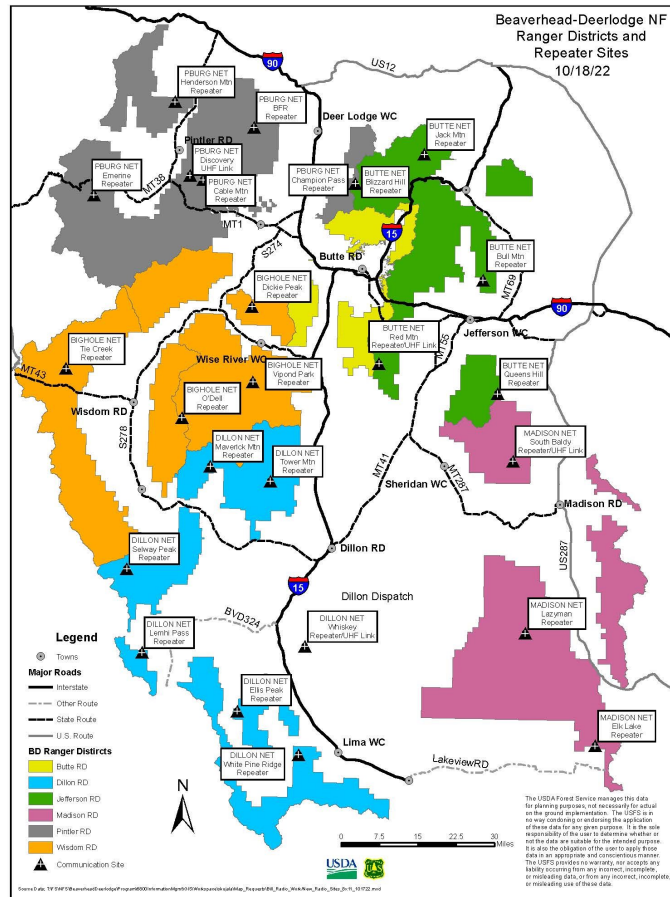 Beaverhead-Deerlodge NF
Ranger Districts
and
Repeater Sites
10/18/22
US12
90
PBURG NET
Henderson Mtn
Repeater
PBURG NET
BFR
Repeater
Deer Lodge WC
Pintler RD
BUTTE NET
Jack Mtn
Repeater
PBURG NET
Discovery
UHF Link
PBURG NET
Emerine
Repeater
MT38
PBURG NET
Cable Mtn
Repeater
PBURG NET
Champion Pass
Repeater
BUTTE NET
Blizzard Hill
Repeater
MT1
S274
15
Butte RD
BUTTE NET
Bull Mtn
Repeater
MT69
90
BIGHOLE NET
Dickie Peak
Repeater
BUTTE NET
Red Mtn
Repeater/UHF Link
Jefferson WC
MT55
BIGHOLE NET
Tie Creek
Repeater
MT43
Wise River WC
BIGHOLE NET
Vipond Park
Repeater
BUTTE NET
Queens Hill
Repeater
BIGHOLE NET
O'Dell
Repeater
Wisdom RD
S278
DILLON NET
Maverick Mtn
Repeater
DILLON NET
Tower Mtn
Repeater
MT41
MADISON NET
South Baldy
Repeater/UHF Link
Sheridan WC
MT287
Madison RD
Dillon RD
US287
DILLON NET
Selway Peak
Repeater
15
Dillon Dispatch
BVD324
DILLON NET
Whiskey
Repeater/UHF Link
MADISON NET
Lazyman
Repeater
DILLON NET
Lemhi Pass
Repeater
DILLON NET
Ellis Peak
Repeater
MADISON NET
Elk Lake
Repeater
Lima WC
DILLON NET
White Pine Ridge
Repeater
LakeviewRD
Legend
Towns
Major Roads
Interstate
Other Route
State Route
U.S. Route
BD Ranger Distircts
Butte RD
Dillon RD
Jefferson RD
Madison RD
Pintler RD
Wisdom RD
Communication Site
N
30 22.5 15 7.5 0
Miles
USDA
The USDA Forest Service manages this data
for planning purposes, not necessarily for actual
on the ground implementation. The USFS is in
no way condoning or endorsing the application
of these data for any given purpose. It is the sole
responsibility of the user to determine whether or
not the data are suitable for the intended purpose.
It is also the obligation of the user to apply those
data in an appropriate and conscientious manner.
The USFS provides no warranty, nor accepts any
liability occurring from any incorrect, incomplete,
or misleading data, or from any incorrect, incomplete,
or misleading use of these data.
Source Data: